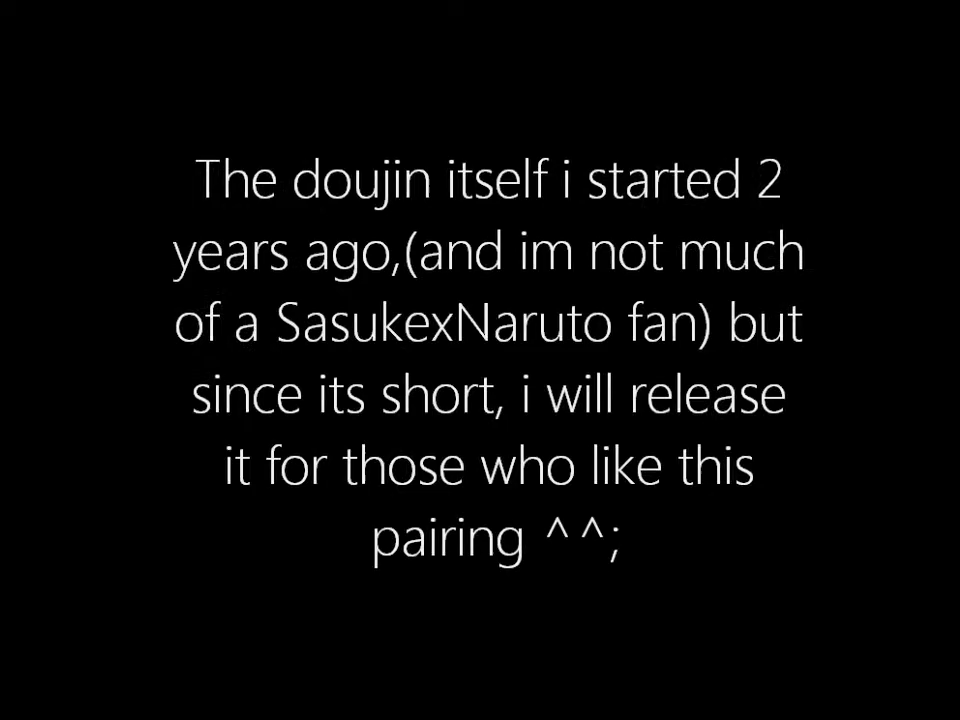 The doujin itself i started 2
years ago,(and im not much
of a SasukexNaruto fan) but
since its short, i will release
it for those who like this
pairing ^^;